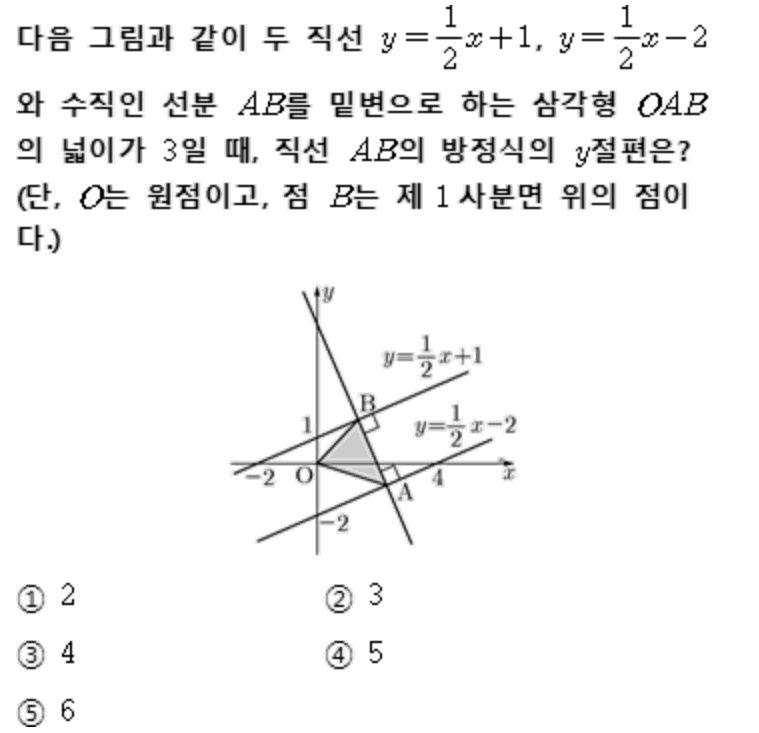 다음 그림과 같이 두 직선 y=1/2x+1, y=1/2x-2
와 수직인 선분 AB를 밑변으로 하는 삼각형 OAB
의 넓이가 3일 때, 직선 AB의 방정식의 y절편은?
(단, O는 원점이고, 점 B는 제 1 사분면 위의 점이
다.)
y
y=1/2x+1
B
1
y=1/2x-2
-2
O
A
4
x
-2
① 2
② 3
③ 4
④ 5
⑤ 6